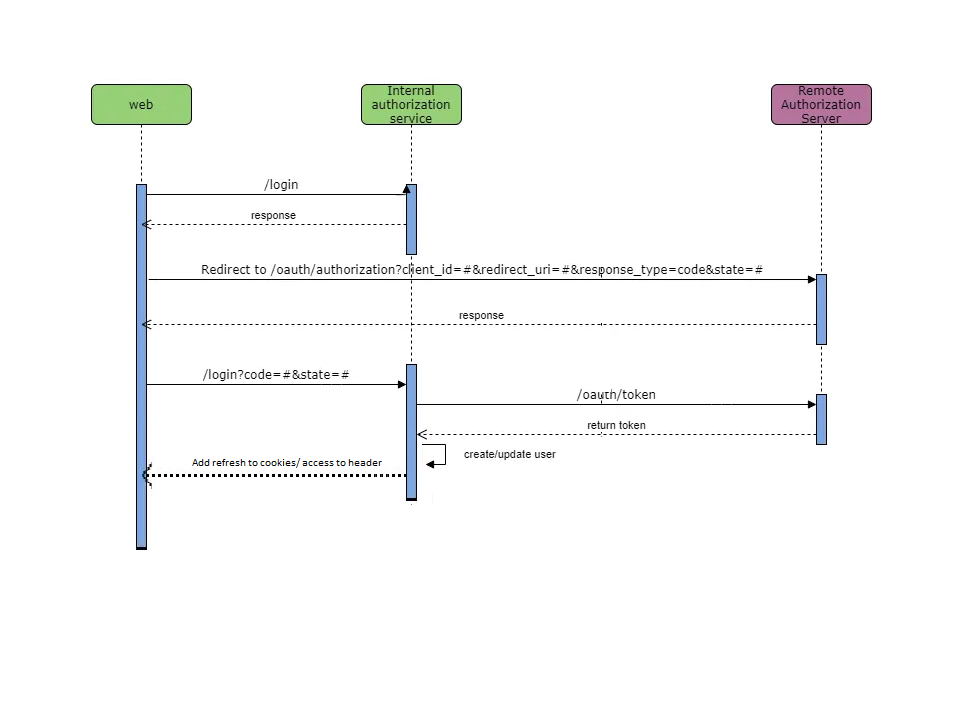 web
Internal
authorization
service
Remote
Authorization
Server
/login
response
Redirect to /oauth/authorization?client_id=#&redirect_uri=#&response_type=code&state=#
response
/login?code=#&state=#
/oauth/token
return token
create/update user
Add refresh to cookies/ access to header